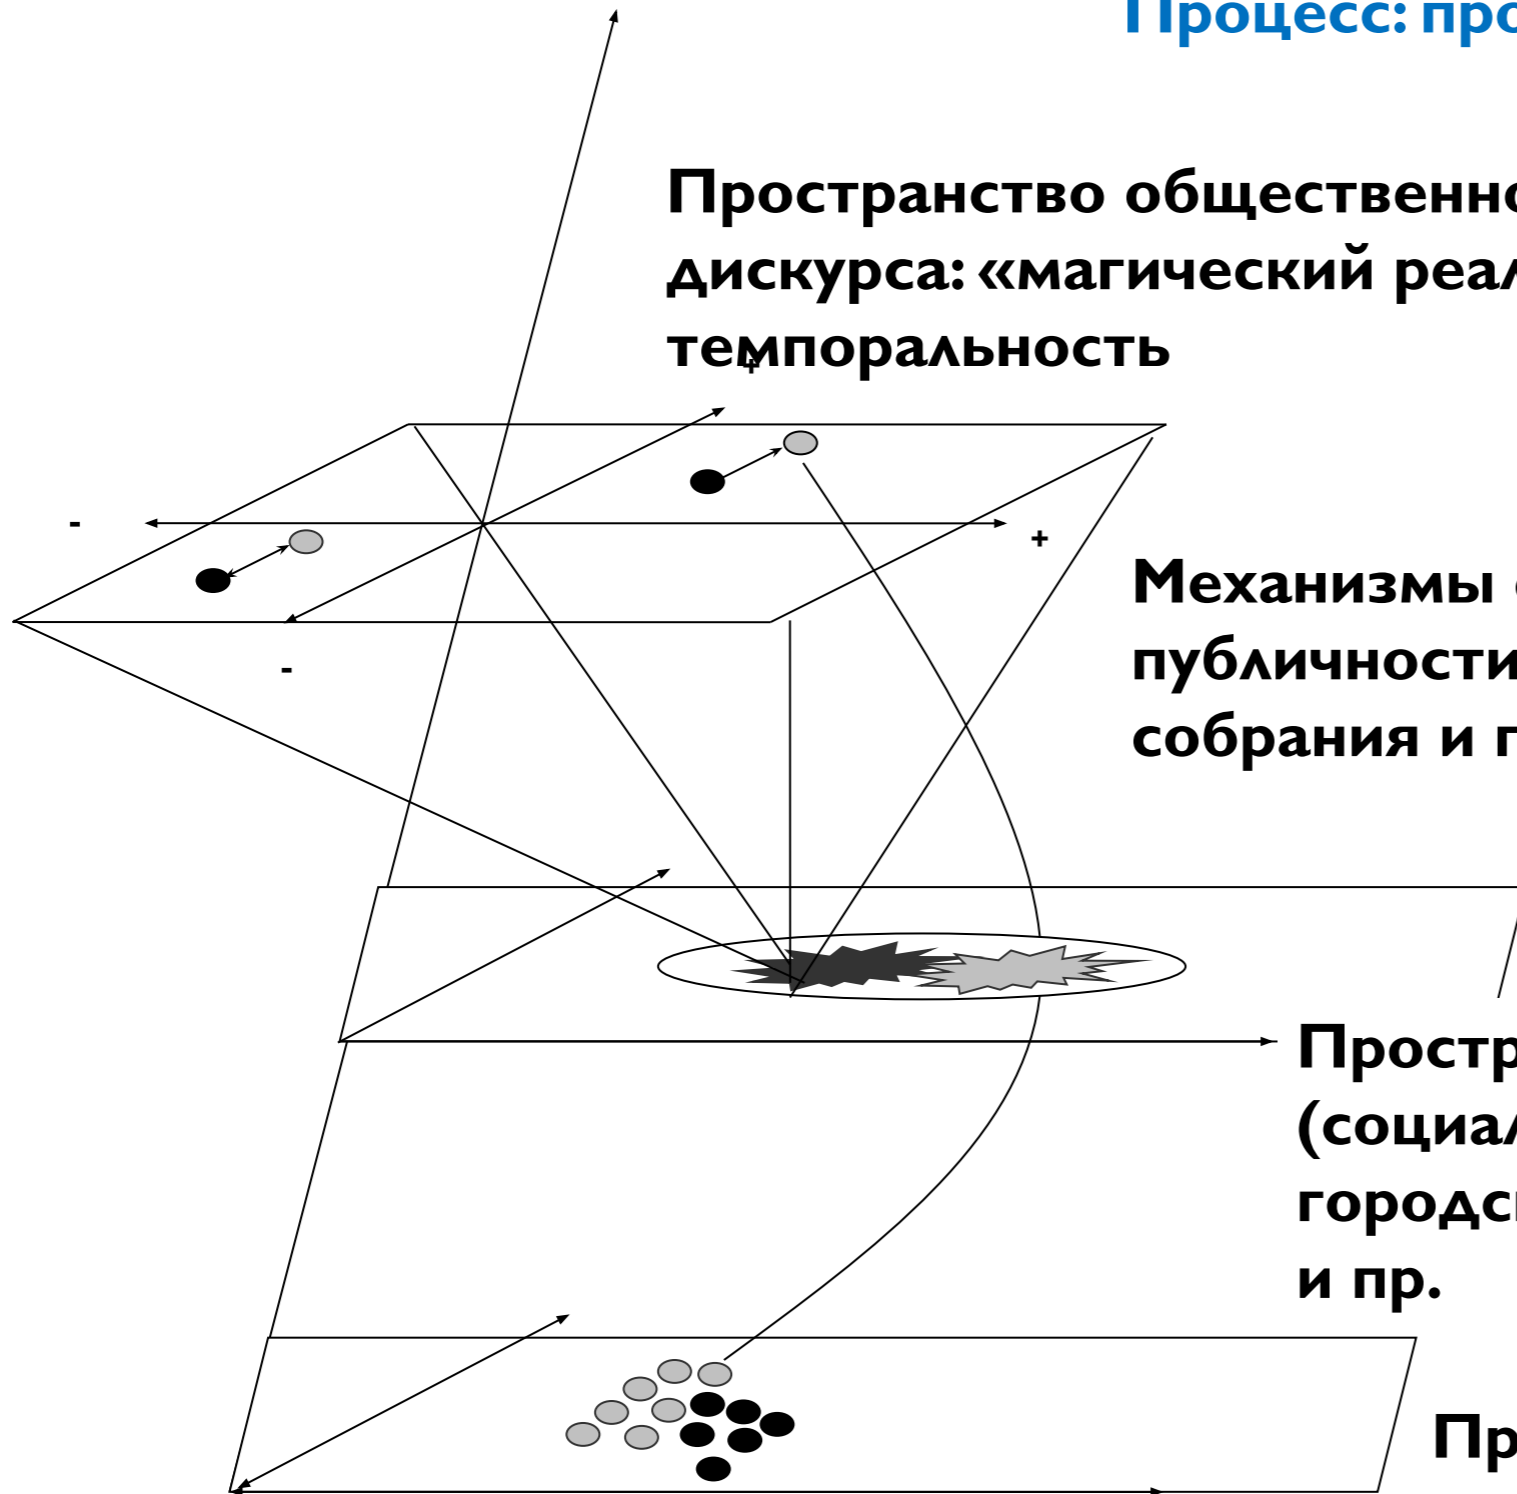 Процесс: про
Пространство общественно
дискурса: «магический реал
темпоральность
+
-
+
-
Механизмы
публичности
собрания и г
Простр
(социал
городс
и пр.
Пр